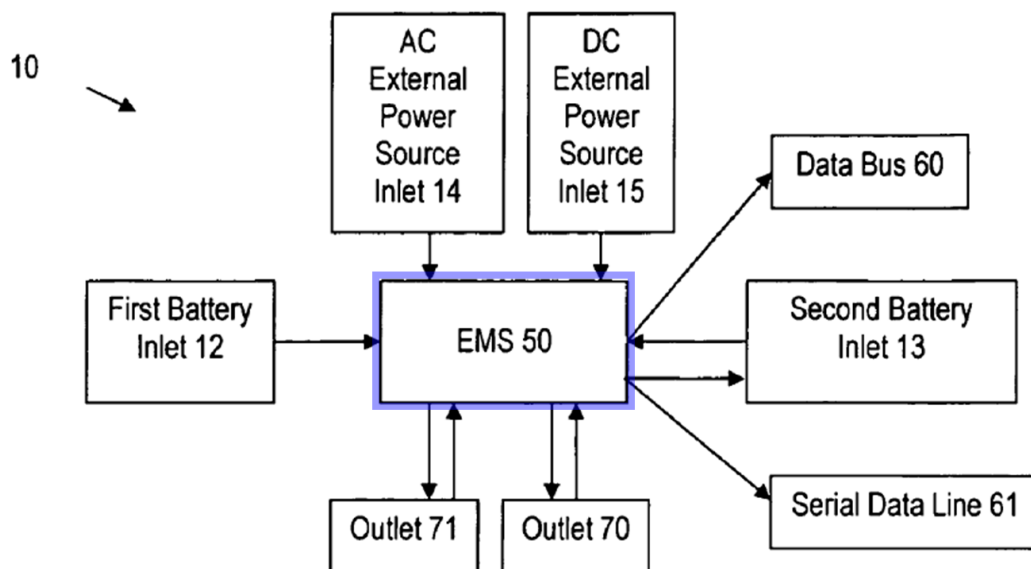 10
AC
External
Power
Source
Inlet 14
DC
External
Power
Source
Inlet 15
Data Bus 60
First Battery
Inlet 12
EMS 50
Second Battery
Inlet 13
Outlet 71
Outlet 70
Serial Data Line 61